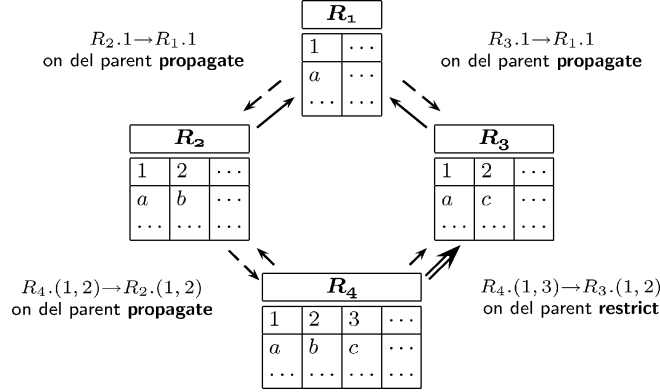 R₁
R₂.1→R₁.1
on del parent propagate
R₃.1→R₁.1
on del parent propagate
1 ···
a ···
··· ···
R₂
1 2 ···
a b ···
··· ··· ···
R₃
1 2 ···
a c ···
··· ··· ···
R₄.(1, 2)→R₂.(1, 2)
on del parent propagate
R₄
R₄.(1, 3)→R₃.(1, 2)
on del parent restrict
1 2 3 ···
a b c ···
··· ··· ··· ···